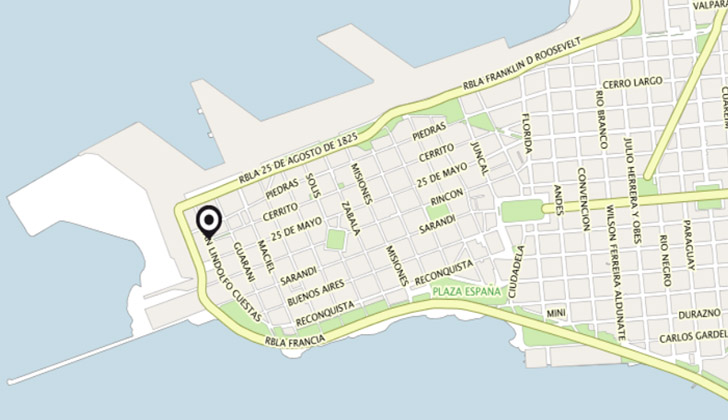 VALPARA
RBLA FRANKLIN D ROOSEVELT
CERRO LARGO
RIO BRANCO
CUAREIM
FLORIDA
PIEDRAS
RBLA 25 DE AGOSTO DE 1825
CERRITO
JUNCAL
JULIO HERRERA Y OBES
MISIONES
25 DE MAYO
SOLIS
PIEDRAS
CONVENCION
ANDES
RINCON
CERRITO
ZABALA
SARANDI
WILSON FERREIRA ALDUNATE
PARAGUAY
25 DE MAYO
N LINDOLFO CUESTAS
GUARANI
MACIEL
RIO NEGRO
MISIONES
CIUDADELA
SARANDI
RECONQUISTA
BUENOS AIRES
PLAZA ESPAÑA
RECONQUISTA
MINI
DURAZNO
RBLA FRANCIA
CARLOS GARDEL